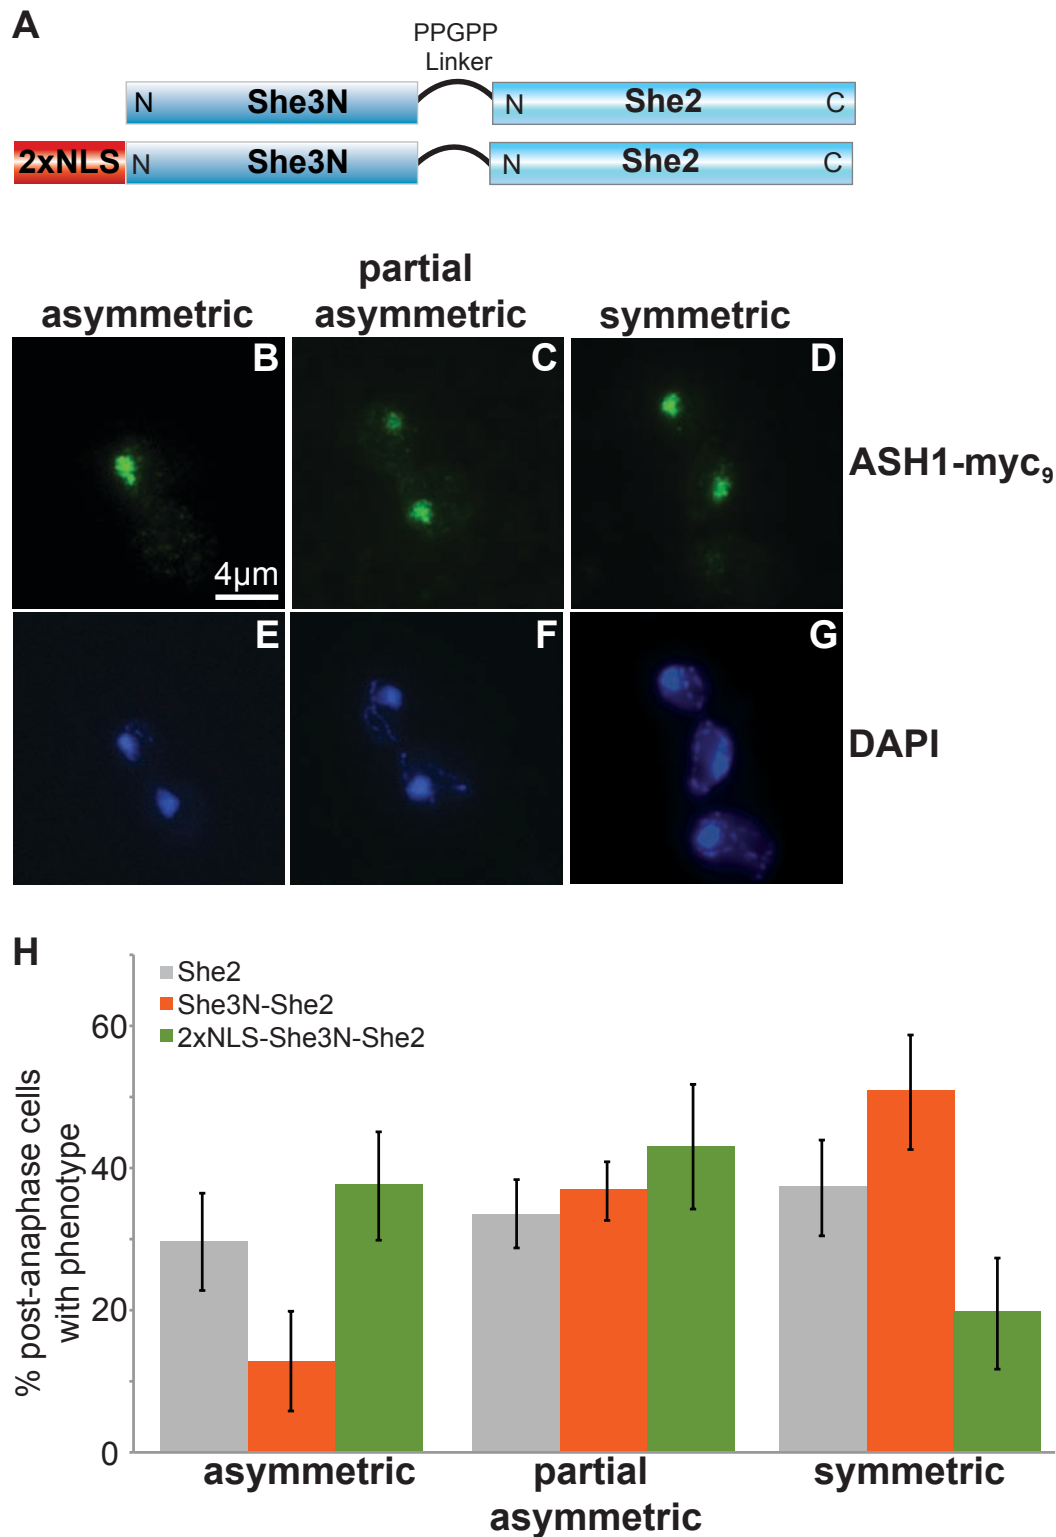 A
PPGPP
Linker
N She3N N She2 C
2xNLS N She3N N She2 C
partial
asymmetric asymmetric symmetric
B C D
ASH1-myc₉
4μm
E F G
DAPI
H
She2
She3N-She2
2xNLS-She3N-She2
% post-anaphase cells
with phenotype
60
40
20
0
asymmetric partial symmetric
asymmetric